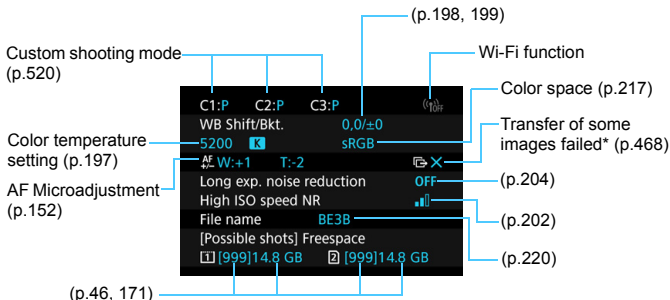 (p.198, 199)
Custom shooting mode
(p.520)
Wi-Fi function
Color space (p.217)
C1:P C2:P C3:P OFF
WB Shift/Bkt. 0,0/±0
Color temperature
setting (p.197)
5200 K sRGB
Transfer of some
images failed* (p.468)
AF Microadjustment
(p.152)
AF +/- W:+1 T:-2
Long exp. noise reduction OFF
(p.204)
High ISO speed NR
(p.202)
File name BE3B
(p.220)
[Possible shots] Freespace
1 [999]14.8 GB 2 [999]14.8 GB
(p.46, 171)